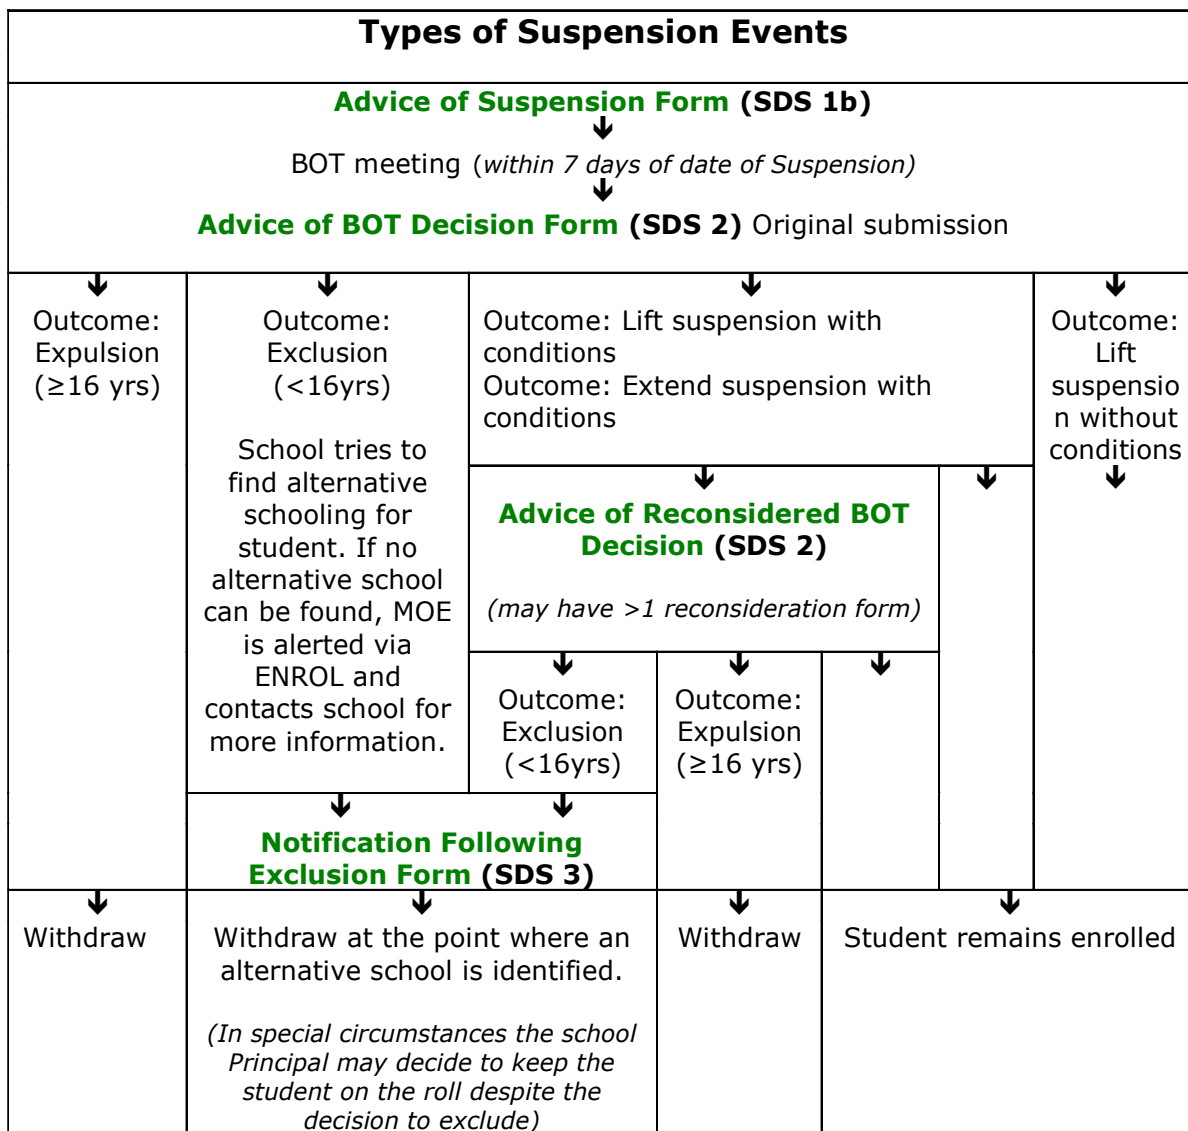 Types of Suspension Events
Advice of Suspension Form (SDS 1b)
BOT meeting (within 7 days of date of Suspension)
Advice of BOT Decision Form (SDS 2) Original submission
Outcome:
Expulsion
(≥16 yrs)
Outcome:
Exclusion
(<16yrs)
School tries to
find alternative
schooling for
student. If no
alternative school
can be found, MOE
is alerted via
ENROL and
contacts school for
more information.
Outcome: Lift suspension with
conditions
Outcome: Extend suspension with
conditions
Outcome:
Lift
suspensio
n without
conditions
Advice of Reconsidered BOT
Decision (SDS 2)
(may have >1 reconsideration form)
Outcome:
Exclusion
(<16yrs)
Outcome:
Expulsion
(≥16 yrs)
Notification Following
Exclusion Form (SDS 3)
Withdraw
Withdraw at the point where an
alternative school is identified.
(In special circumstances the school
Principal may decide to keep the
student on the roll despite the
decision to exclude)
Withdraw
Student remains enrolled